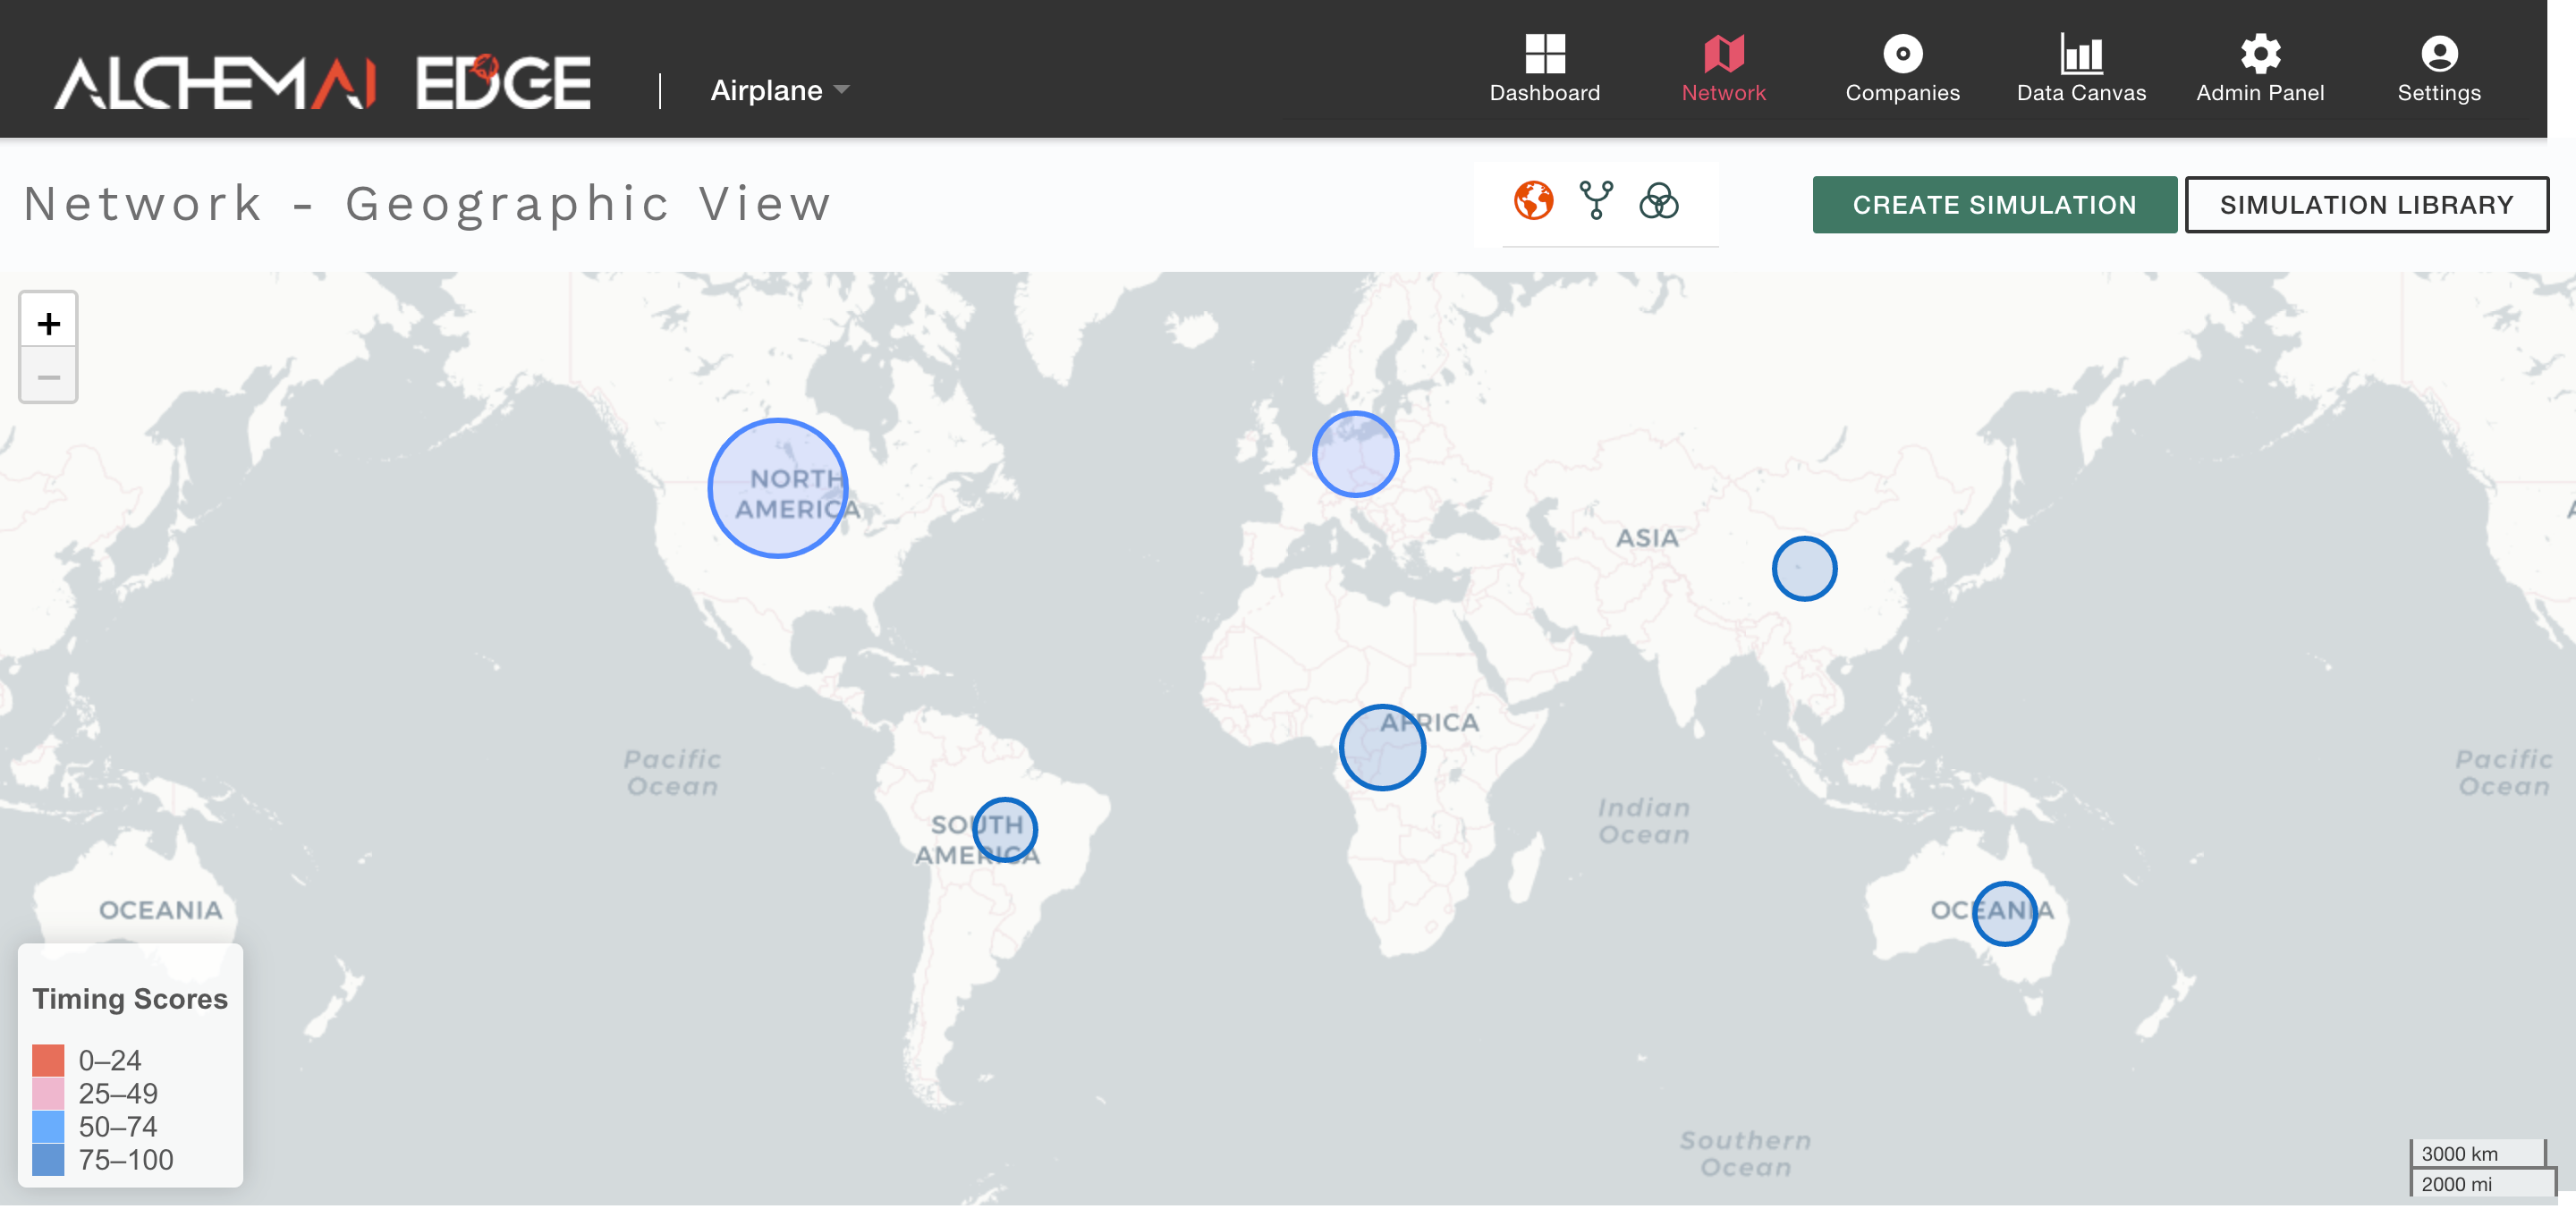 ALCHEMAI EDGE
Airplane
Dashboard
Network
Companies
Data Canvas
Admin Panel
Settings
Network - Geographic View
CREATE SIMULATION
SIMULATION LIBRARY
+
−
NORTH
AMERICA
ASIA
AFRICA
Pacific
Ocean
Pacific
Ocean
SOUTH
AMERICA
Indian
Ocean
OCEANIA
OCEANIA
Timing Scores
0–24
25–49
50–74
75–100
Southern
Ocean
3000 km
2000 mi